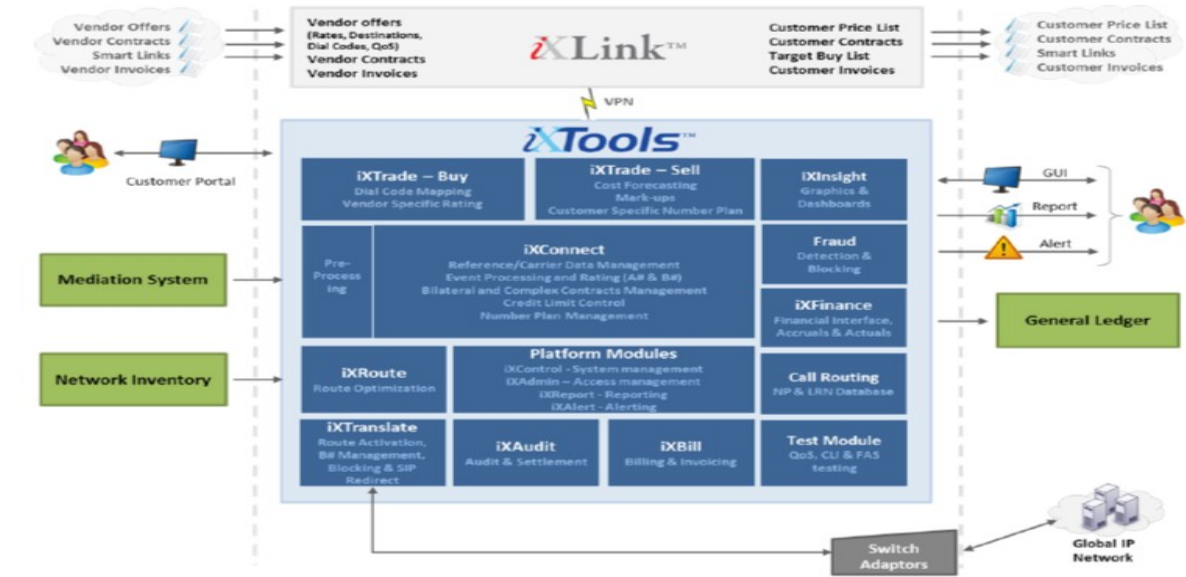 Vendor Offers
Vendor Contracts
Smart Links
Vendor Invoices
Vendor offers
(Rates, Destinations,
Dial Codes, QoS)
Vendor Contracts
Vendor Invoices
iXLink™
Customer Price List
Customer Contracts
Target Buy List
Customer Invoices
Customer Price List
Customer Contracts
Smart Links
Customer Invoices
VPN
iXTools™
Customer Portal
iXTrade – Buy
Dial Code Mapping
Vendor Specific Rating
iXTrade – Sell
Cost Forecasting
Mark-ups
Customer Specific Number Plan
iXInsight
Graphics &
Dashboards
GUI
Report
Alert
Mediation System
Pre-
Process
ing
iXConnect
Reference/Carrier Data Management
Event Processing and Rating (A# & B#)
Bilateral and Complex Contracts Management
Credit Limit Control
Number Plan Management
Fraud
Detection &
Blocking
iXFinance
Financial Interface,
Accruals & Actuals
General Ledger
Network Inventory
iXRoute
Route Optimization
Platform Modules
iXControl - System management
iXAdmin – Access management
iXReport - Reporting
iXAlert - Alerting
Call Routing
NP & LRN Database
iXTranslate
Route Activation,
B# Management,
Blocking & SIP
Redirect
iXAudit
Audit & Settlement
iXBill
Billing & Invoicing
Test Module
QoS, CLI & FAS
testing
Switch
Adaptors
Global IP
Network